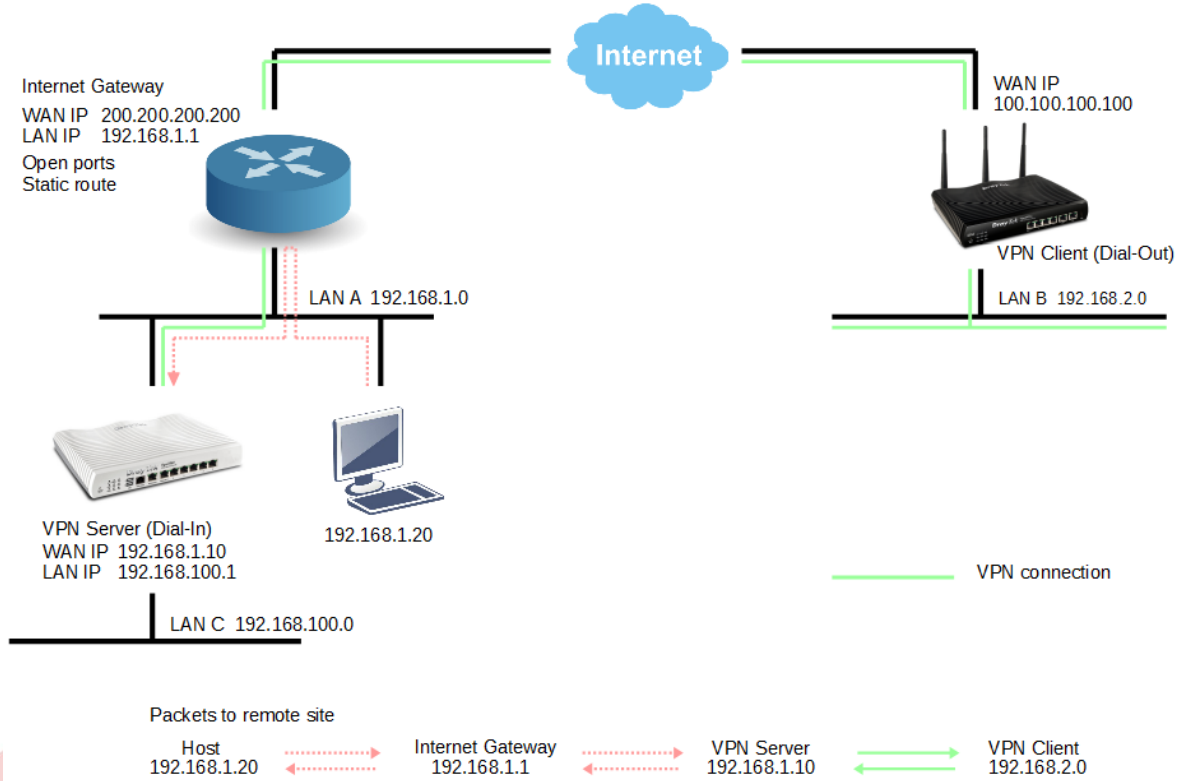 Internet
Internet Gateway
WAN IP 200.200.200.200
LAN IP 192.168.1.1
Open ports
Static route
WAN IP
100.100.100.100
VPN Client (Dial-Out)
LAN A 192.168.1.0
LAN B 192.168.2.0
VPN Server (Dial-In)
WAN IP 192.168.1.10
LAN IP 192.168.100.1
192.168.1.20
VPN connection
LAN C 192.168.100.0
Packets to remote site
Host
192.168.1.20
Internet Gateway
192.168.1.1
VPN Server
192.168.1.10
VPN Client
192.168.2.0